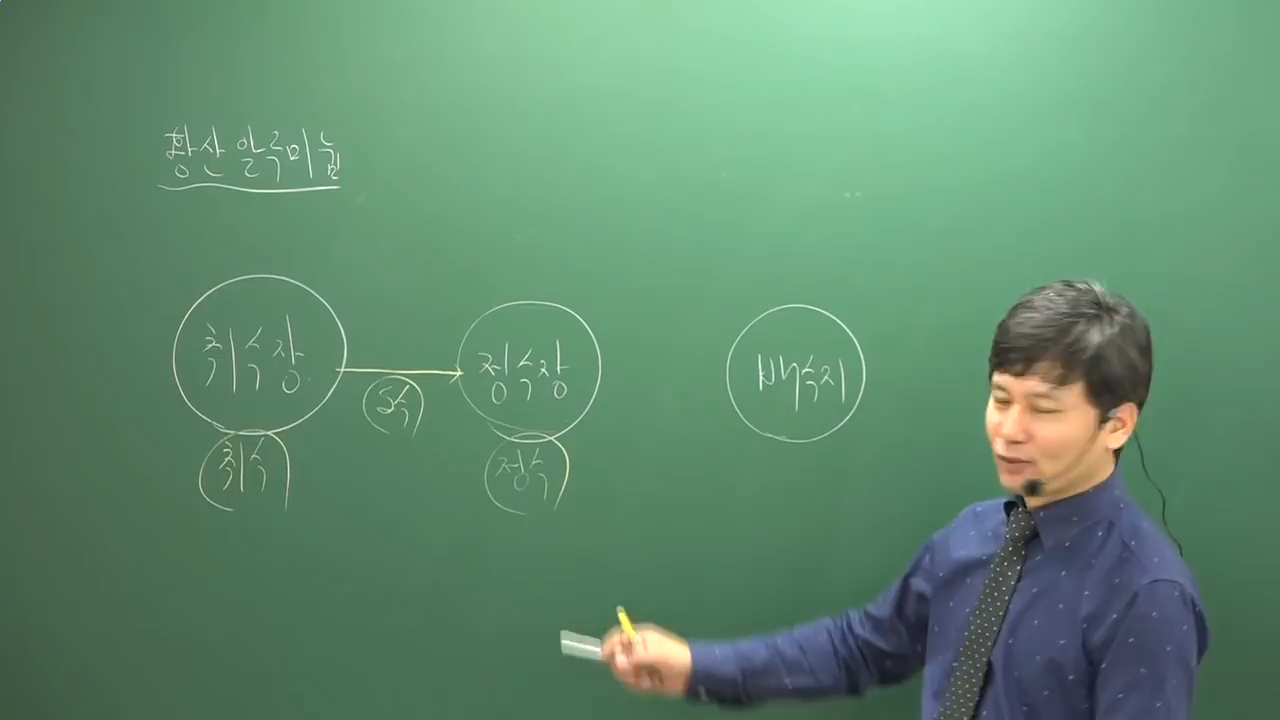 황산 알루미늄
취수장
정수장
배수지
도수
취수
정수